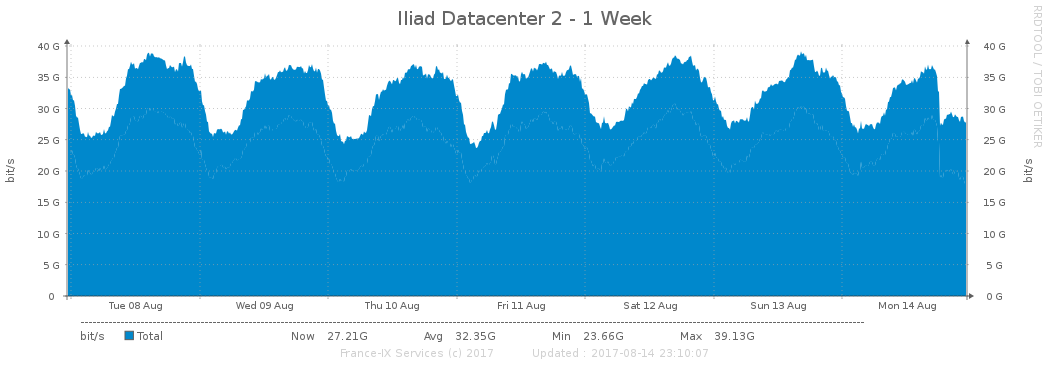 Iliad Datacenter 2 - 1 Week
RRDTOOL / TOBI OETIKER
40 G 40 G
35 G 35 G
30 G 30 G
25 G 25 G
20 G 20 G
15 G 15 G
10 G 10 G
5 G 5 G
0 0 G
bit/s bit/s
Tue 08 Aug Wed 09 Aug Thu 10 Aug Fri 11 Aug Sat 12 Aug Sun 13 Aug Mon 14 Aug
bit/s Total Now 27.21G Avg 32.35G Min 23.66G Max 39.13G
France-IX Services (c) 2017 Updated : 2017-08-14 23:10:07